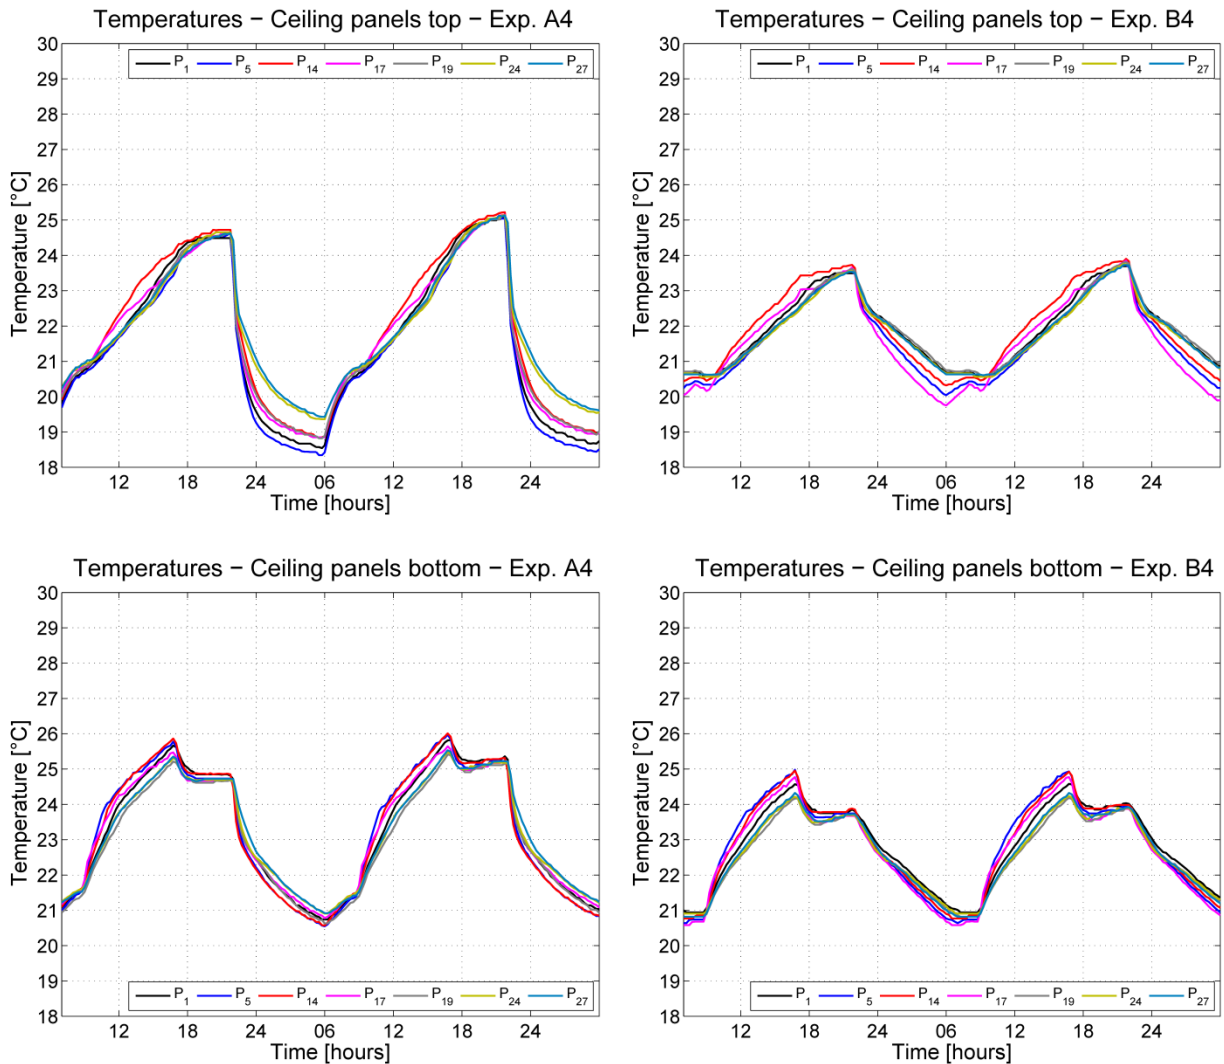 Temperatures − Ceiling panels top − Exp. A4
30
29
28
27
26
25
24
23
22
21
20
19
18
Temperature [°C]
P1 P5 P14 P17 P19 P24 P27
12 18 24 06 12 18 24
Time [hours]
Temperatures − Ceiling panels top − Exp. B4
30
29
28
27
26
25
24
23
22
21
20
19
18
Temperature [°C]
P1 P5 P14 P17 P19 P24 P27
12 18 24 06 12 18 24
Time [hours]
Temperatures − Ceiling panels bottom − Exp. A4
30
29
28
27
26
25
24
23
22
21
20
19
18
Temperature [°C]
P1 P5 P14 P17 P19 P24 P27
12 18 24 06 12 18 24
Time [hours]
Temperatures − Ceiling panels bottom − Exp. B4
30
29
28
27
26
25
24
23
22
21
20
19
18
Temperature [°C]
P1 P5 P14 P17 P19 P24 P27
12 18 24 06 12 18 24
Time [hours]